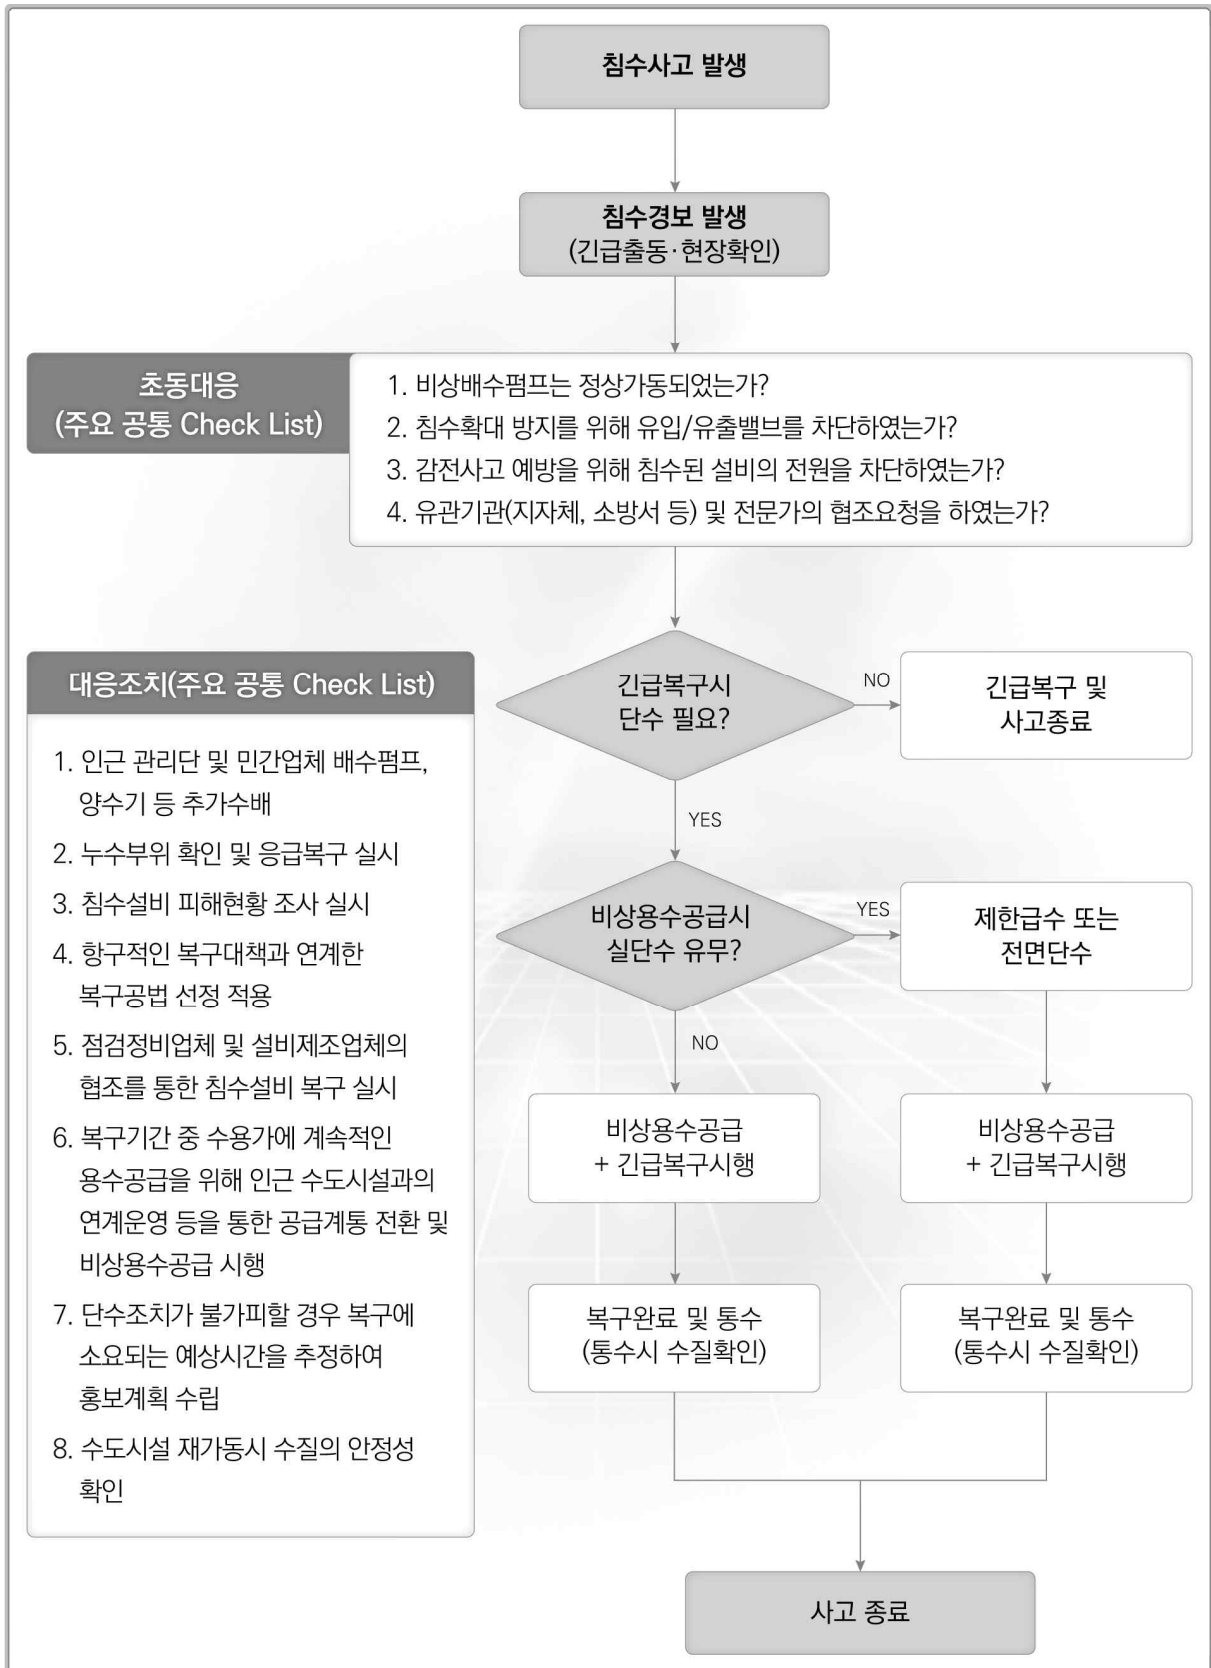 침수사고 발생
침수경보 발생
(긴급출동·현장확인)
초동대응
(주요 공통 Check List)
1. 비상배수펌프는 정상가동되었는가?
2. 침수확대 방지를 위해 유입/유출밸브를 차단하였는가?
3. 감전사고 예방을 위해 침수된 설비의 전원을 차단하였는가?
4. 유관기관(지자체, 소방서 등) 및 전문가의 협조요청을 하였는가?
대응조치(주요 공통 Check List)
1. 인근 관리단 및 민간업체 배수펌프,
양수기 등 추가수배
2. 누수부위 확인 및 응급복구 실시
3. 침수설비 피해현황 조사 실시
4. 항구적인 복구대책과 연계한
복구공법 선정 적용
5. 점검정비업체 및 설비제조업체의
협조를 통한 침수설비 복구 실시
6. 복구기간 중 수용가에 계속적인
용수공급을 위해 인근 수도시설과의
연계운영 등을 통한 공급계통 전환 및
비상용수공급 시행
7. 단수조치가 불가피할 경우 복구에
소요되는 예상시간을 추정하여
홍보계획 수립
8. 수도시설 재가동시 수질의 안정성
확인
긴급복구시
단수 필요?
NO
긴급복구 및
사고종료
YES
비상용수공급시
실단수 유무?
YES
제한급수 또는
전면단수
NO
비상용수공급
+ 긴급복구시행
비상용수공급
+ 긴급복구시행
복구완료 및 통수
(통수시 수질확인)
복구완료 및 통수
(통수시 수질확인)
사고 종료